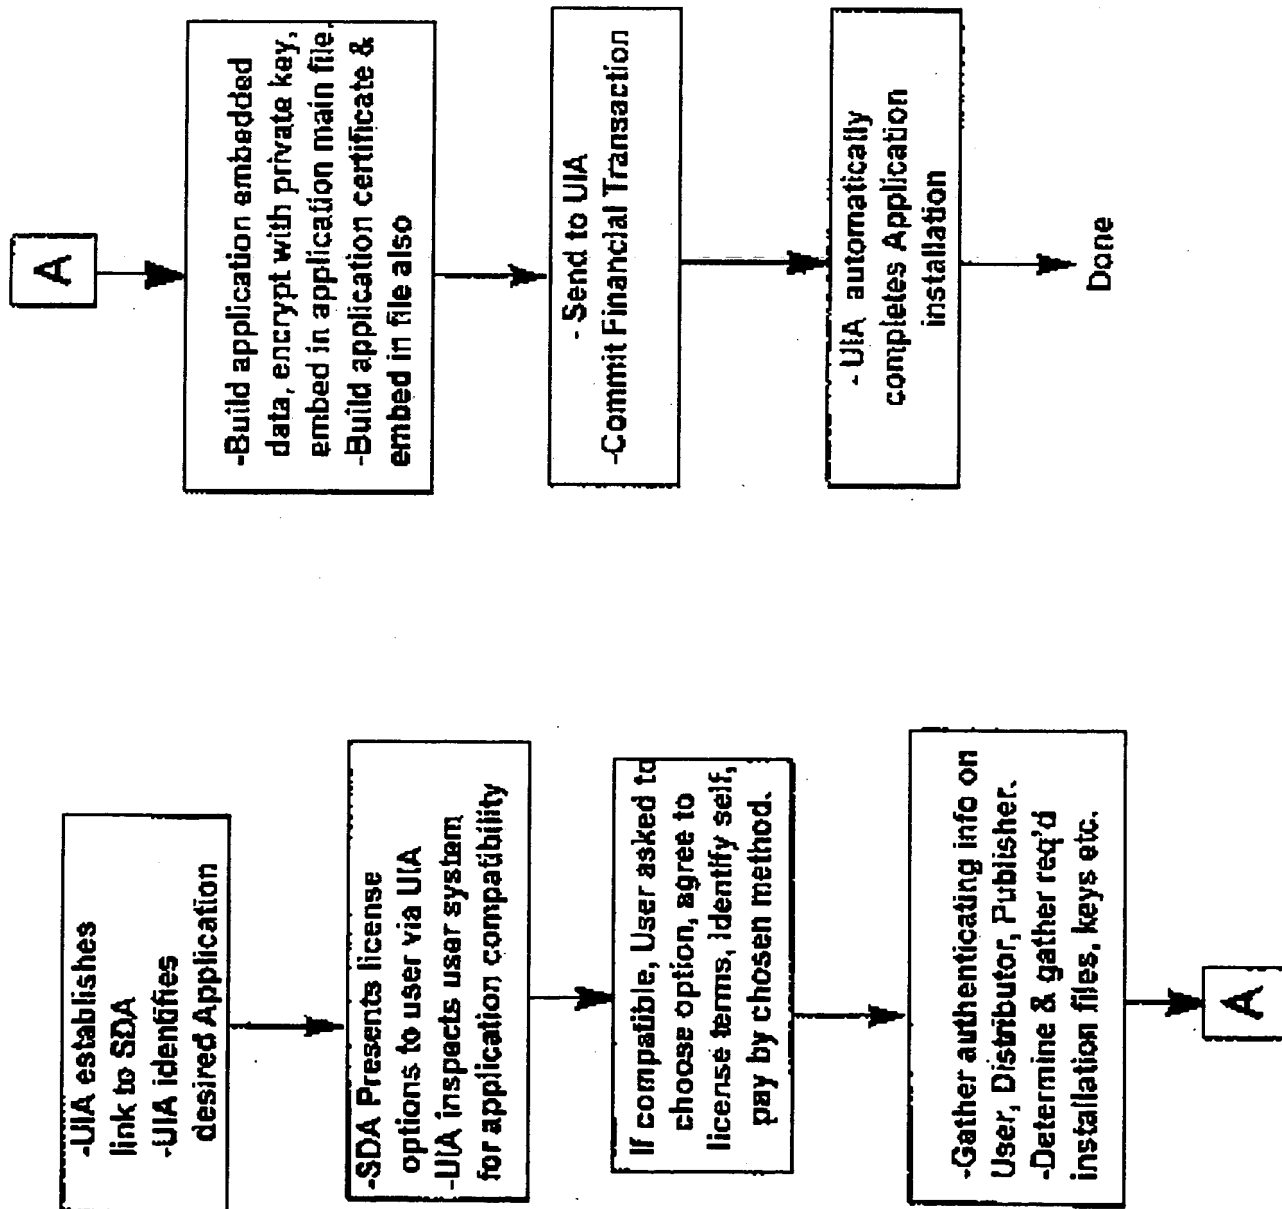 -UIA establishes
link to SDA
-UIA identifies
desired Application
-SDA Presents license
options to user via UIA
-UIA inspects user system
for application compatibility
If compatible, User asked to
choose option, agree to
license terms, Identify self,
pay by chosen method.
-Gather authenticating info on
User, Distributor, Publisher.
-Determine & gather req'd
installation files, keys etc.
A
A
-Build application embedded
data, encrypt with private key,
embed in application main file.
-Build application certificate &
embed in file also
- Send to UIA
-Commit Financial Transaction
- UIA automatically
completes Application
installation
Done